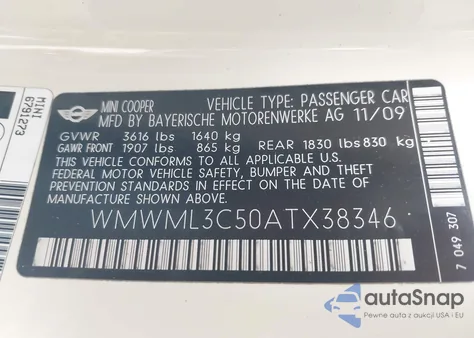 MINI
6791273
MINI COOPER
VEHICLE TYPE: PASSENGER CAR
MFD BY BAYERISCHE MOTORENWERKE AG 11/09
GVWR 3616 lbs 1640 kg
GAWR FRONT 1907 lbs 865 kg REAR 1830 lbs 830 kg
THIS VEHICLE CONFORMS TO ALL APPLICABLE
FEDERAL MOTOR VEHICLE SAFETY, BUMPER AND THEFT
PREVENTION STANDARDS IN EFFECT ON THE DATE OF
MANUFACTURE SHOWN ABOVE.
WMWML3C50ATX38346
7 049 307
autoSnap
Pewne auta z USA i EU